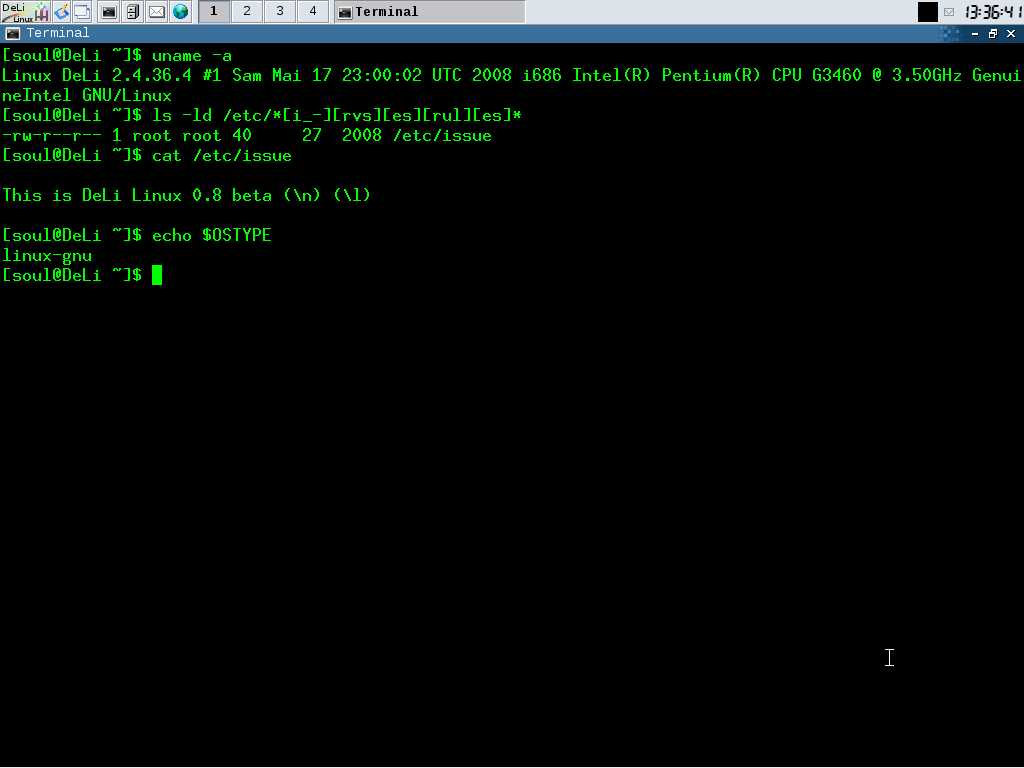 DeLi
Linux
1 2 3 4 Terminal 13:36:41
Terminal
[soul@DeLi ~]$ uname -a
Linux DeLi 2.4.36.4 #1 Sam Mai 17 23:00:02 UTC 2008 i686 Intel(R) Pentium(R) CPU G3460 @ 3.50GHz Genui
neIntel GNU/Linux
[soul@DeLi ~]$ ls -ld /etc/*[i_-][rvs][es][rul][es]*
-rw-r--r-- 1 root root 40     27  2008 /etc/issue
[soul@DeLi ~]$ cat /etc/issue
This is DeLi Linux 0.8 beta (\n) (\l)
[soul@DeLi ~]$ echo $OSTYPE
linux-gnu
[soul@DeLi ~]$